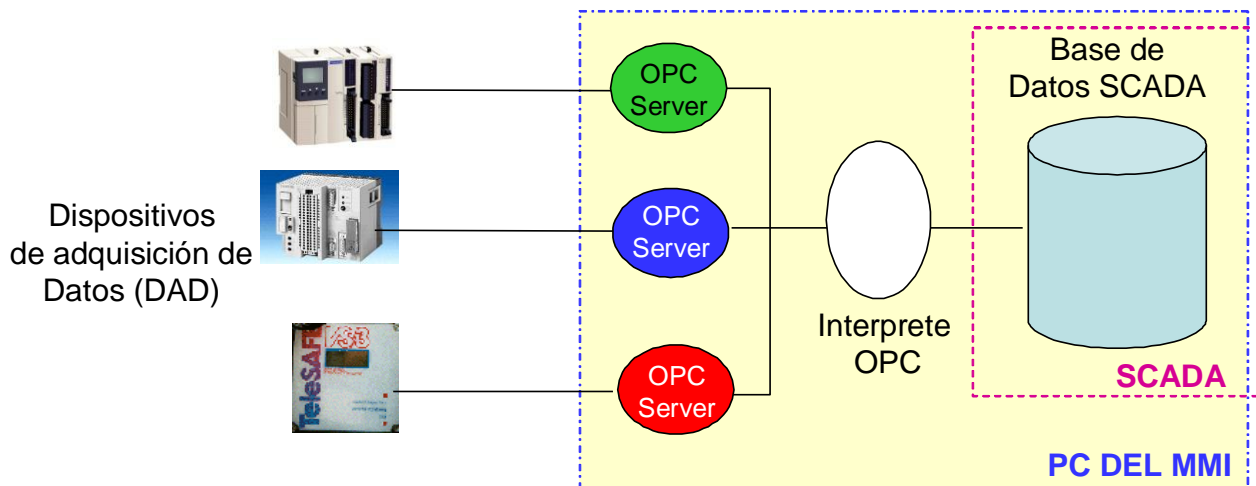 Dispositivos
de adquisición de
Datos (DAD)
TeleSAFE
OPC
Server
OPC
Server
OPC
Server
Interprete
OPC
Base de
Datos SCADA
SCADA
PC DEL MMI